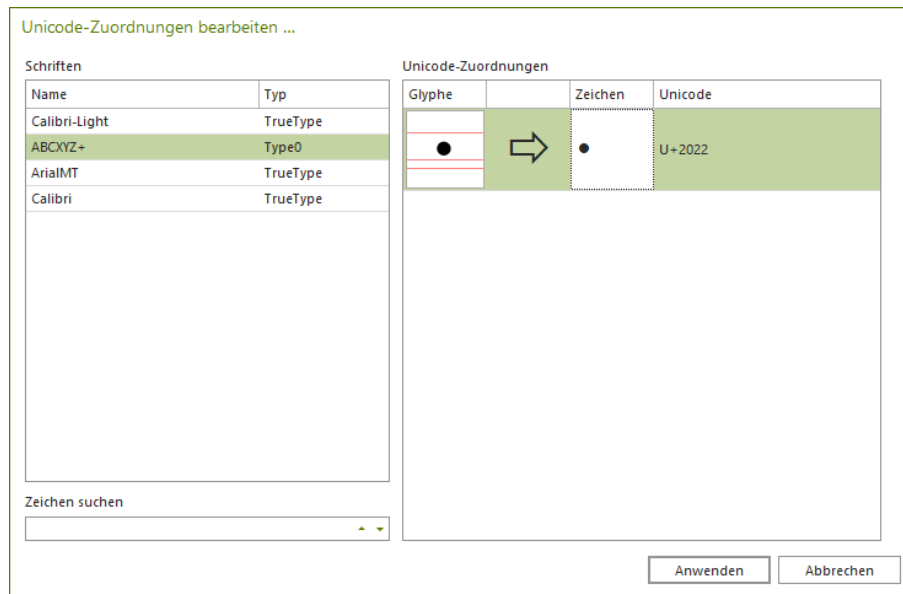 Unicode-Zuordnungen bearbeiten ...
Schriften
Name Typ
Calibri-Light TrueType
ABCXYZ+ Type0
ArialMT TrueType
Calibri TrueType
Zeichen suchen
Unicode-Zuordnungen
Glyphe Zeichen Unicode
● ⇨ • U+2022
Anwenden Abbrechen